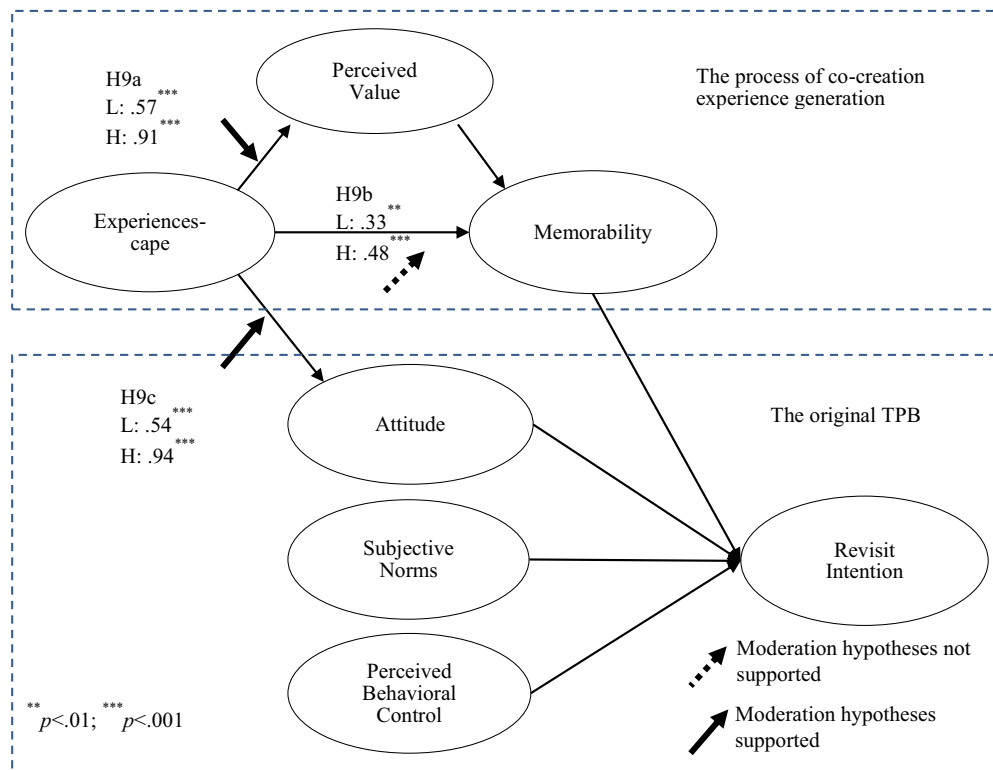 H9a
L: .57***
H: .91***
Perceived
Value
The process of co-creation
experience generation
Experiences-
cape
H9b
L: .33**
H: .48***
Memorability
H9c
L: .54***
H: .94***
Attitude
The original TPB
Subjective
Norms
Revisit
Intention
Perceived
Behavioral
Control
Moderation hypotheses not
supported
Moderation hypotheses
supported
**p<.01; ***p<.001